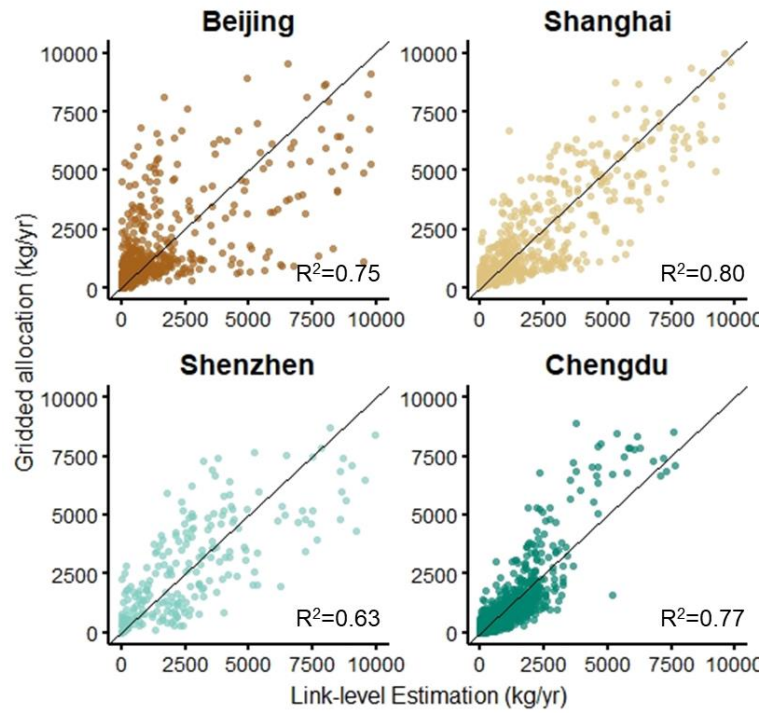 Beijing
Shanghai
10000
7500
5000
2500
0
0 2500 5000 7500 10000
R²=0.75
10000
7500
5000
2500
0
0 2500 5000 7500 10000
R²=0.80
Shenzhen
Chengdu
10000
7500
5000
2500
0
0 2500 5000 7500 10000
R²=0.63
10000
7500
5000
2500
0
0 2500 5000 7500 10000
R²=0.77
Gridded allocation (kg/yr)
Link-level Estimation (kg/yr)